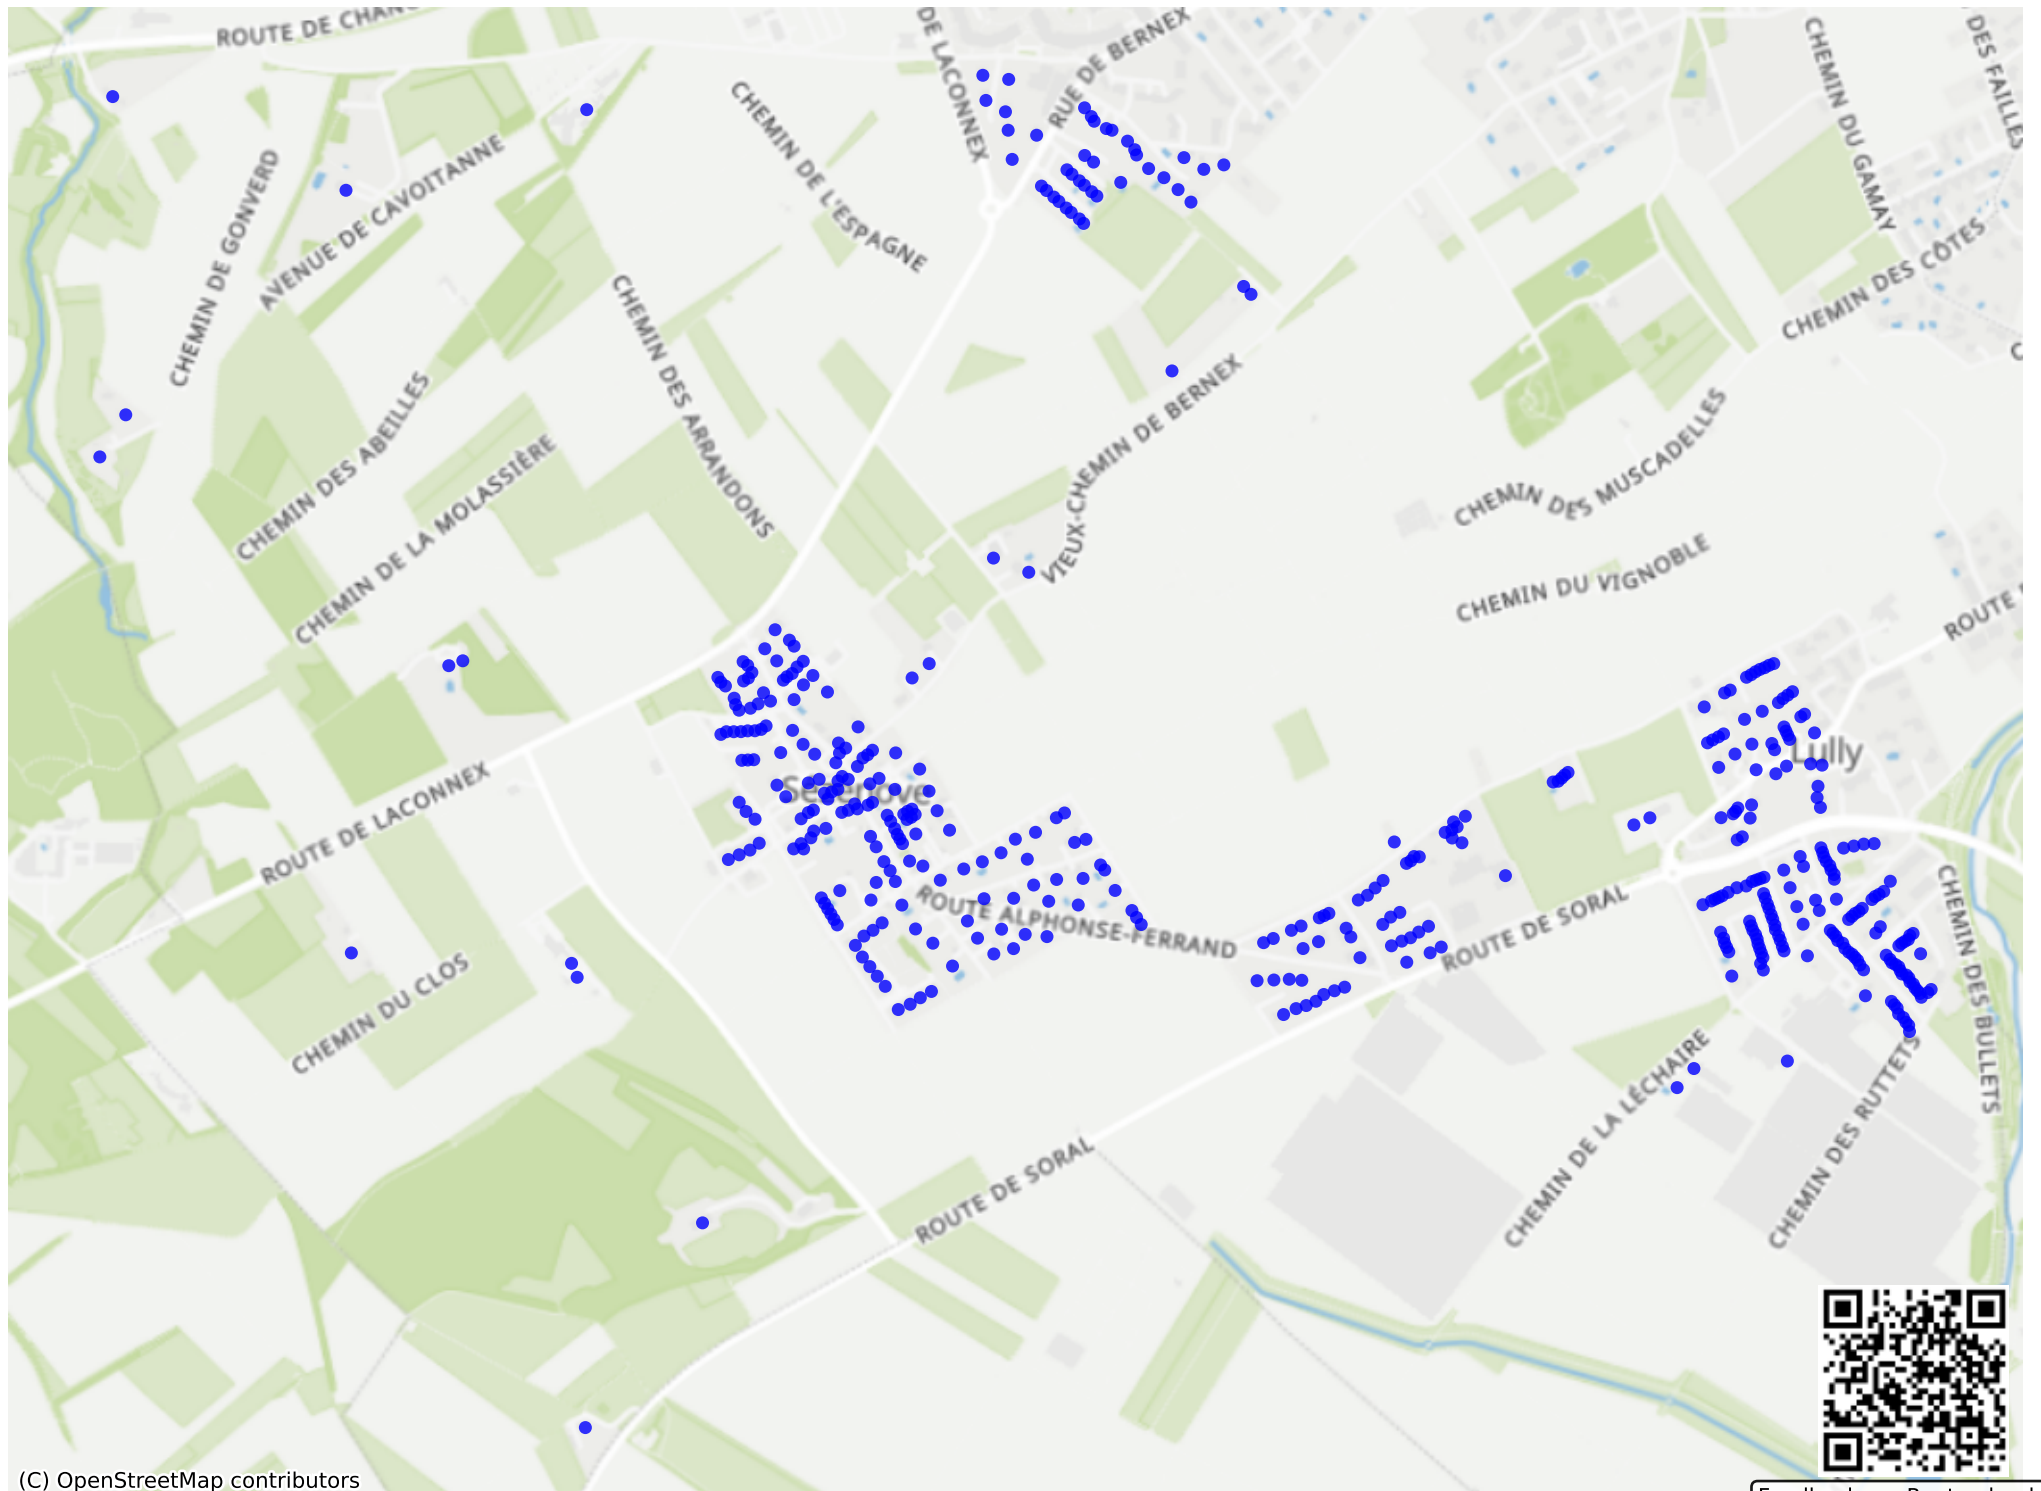 ROUTE DE CHANC
DE LACONNEX
RUE DE BERNEX
CHEMIN DU GAMAY
DES FAILLES
CHEMIN DE L'ESPAGNE
AVENUE DE CAVOITANNE
CHEMIN DE GONVERD
CHEMIN DES CÔTES
CHEMIN DES ARRANDONS
CHEMIN DES ABEILLES
VIEUX-CHEMIN DE BERNEX
CHEMIN DES MUSCADELLES
CHEMIN DE LA MOLASSIÈRE
CHEMIN DU VIGNOBLE
ROUTE
Lully
ROUTE DE LACONNEX
ROUTE ALPHONSE-FERRAND
ROUTE DE SORAL
CHEMIN DES BULLETS
CHEMIN DU CLOS
CHEMIN DE LA LÉCHAIRE
CHEMIN DES RUTTETS
ROUTE DE SORAL
(C) OpenStreetMap contributors